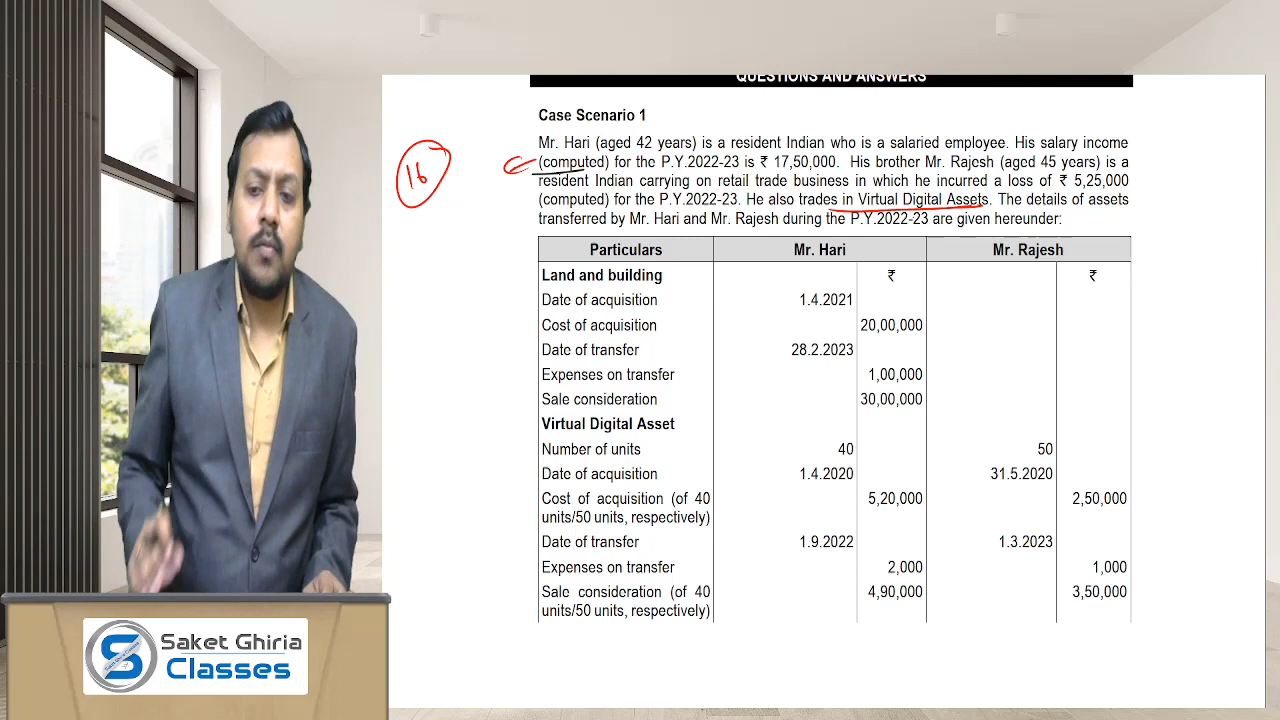 QUESTIONS AND ANSWERS
Case Scenario 1
Mr. Hari (aged 42 years) is a resident Indian who is a salaried employee. His salary income
(computed) for the P.Y.2022-23 is ₹ 17,50,000. His brother Mr. Rajesh (aged 45 years) is a
resident Indian carrying on retail trade business in which he incurred a loss of ₹ 5,25,000
(computed) for the P.Y.2022-23. He also trades in Virtual Digital Assets. The details of assets
transferred by Mr. Hari and Mr. Rajesh during the P.Y.2022-23 are given hereunder:
16
Particulars Mr. Hari Mr. Rajesh
Land and building ₹ ₹
Date of acquisition 1.4.2021
Cost of acquisition 20,00,000
Date of transfer 28.2.2023
Expenses on transfer 1,00,000
Sale consideration 30,00,000
Virtual Digital Asset
Number of units 40 50
Date of acquisition 1.4.2020 31.5.2020
Cost of acquisition (of 40 5,20,000 2,50,000
units/50 units, respectively)
Date of transfer 1.9.2022 1.3.2023
Expenses on transfer 2,000 1,000
Sale consideration (of 40 4,90,000 3,50,000
units/50 units, respectively)
Saket Ghiria
Classes